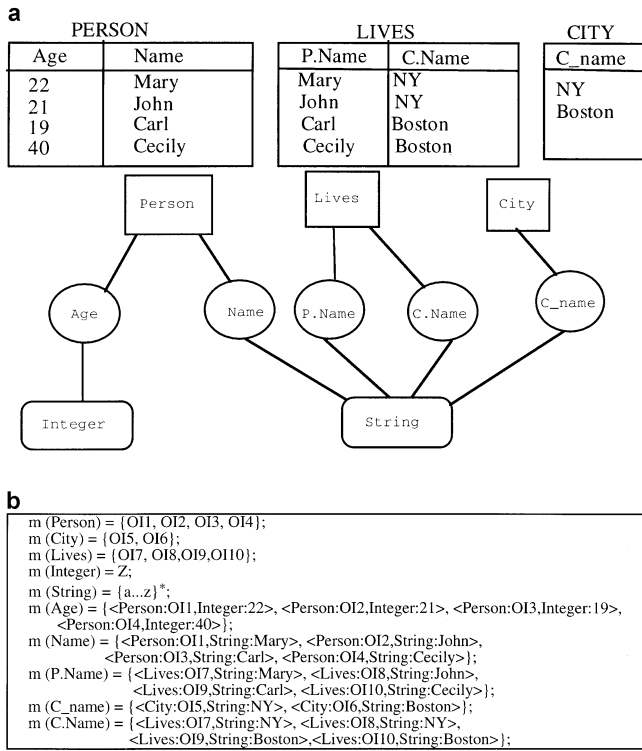 a
PERSON LIVES CITY
Age Name P.Name C.Name C_name
22 Mary Mary NY NY
21 John John NY Boston
19 Carl Carl Boston
40 Cecily Cecily Boston
Person Lives City
Age Name P.Name C.Name C_name
Integer String
b
m (Person) = {OI1, OI2, OI3, OI4};
m (City) = {OI5, OI6};
m (Lives) = {OI7, OI8,OI9,OI10};
m (Integer) = Z;
m (String) = {a...z}*;
m (Age) = {<Person:OI1,Integer:22>, <Person:OI2,Integer:21>, <Person:OI3,Integer:19>,
<Person:OI4,Integer:40>};
m (Name) = {<Person:OI1,String:Mary>, <Person:OI2,String:John>,
<Person:OI3,String:Carl>, <Person:OI4,String:Cecily>};
m (P.Name) = {<Lives:OI7,String:Mary>, <Lives:OI8,String:John>,
<Lives:OI9,String:Carl>, <Lives:OI10,String:Cecily>};
m (C_name) = {<City:OI5,String:NY>, <City:OI6,String:Boston>};
m (C.Name) = {<Lives:OI7,String:NY>, <Lives:OI8,String:NY>,
<Lives:OI9,String:Boston>,<Lives:OI10,String:Boston>};